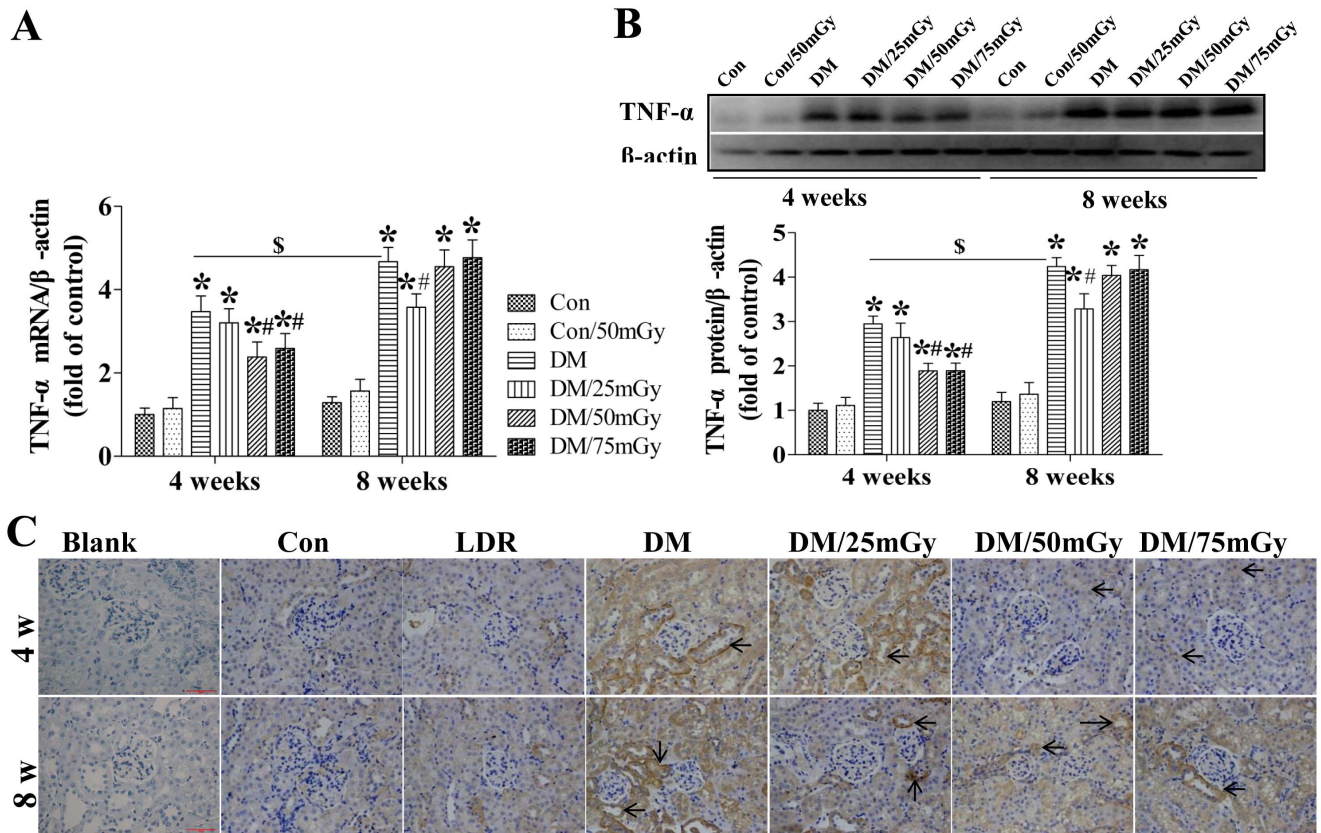 A
TNF-α mRNA/β -actin
(fold of control)
6
4
2
0
$
*
*
*#
*#
*
*#
*
*
4 weeks
8 weeks
Con
Con/50mGy
DM
DM/25mGy
DM/50mGy
DM/75mGy
B
Con
Con/50mGy
DM
DM/25mGy
DM/50mGy
DM/75mGy
Con
Con/50mGy
DM
DM/25mGy
DM/50mGy
DM/75mGy
TNF-α
β-actin
4 weeks
8 weeks
TNF-α protein/β -actin
(fold of control)
5
4
3
2
1
0
$
*
*
*#
*#
*
*#
*
*
4 weeks
8 weeks
C
Blank
Con
LDR
DM
DM/25mGy
DM/50mGy
DM/75mGy
4 w
8 w